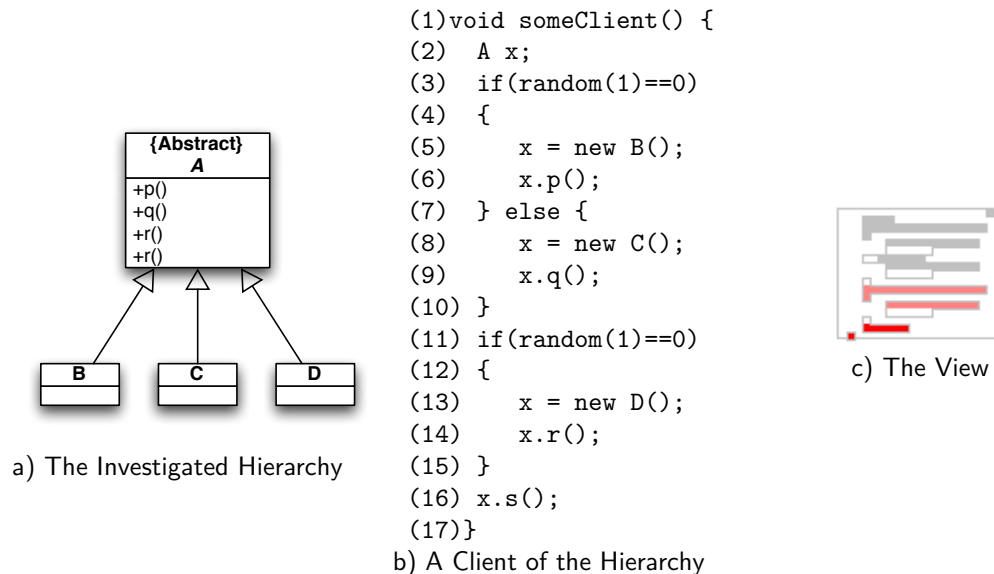 {Abstract}
A
+p()
+q()
+r()
+r()
B
C
D
a) The Investigated Hierarchy
(1)void someClient() {
(2) A x;
(3) if(random(1)==0)
(4) {
(5) x = new B();
(6) x.p();
(7) } else {
(8) x = new C();
(9) x.q();
(10) }
(11) if(random(1)==0)
(12) {
(13) x = new D();
(14) x.r();
(15) }
(16) x.s();
(17)}
b) A Client of the Hierarchy
c) The View